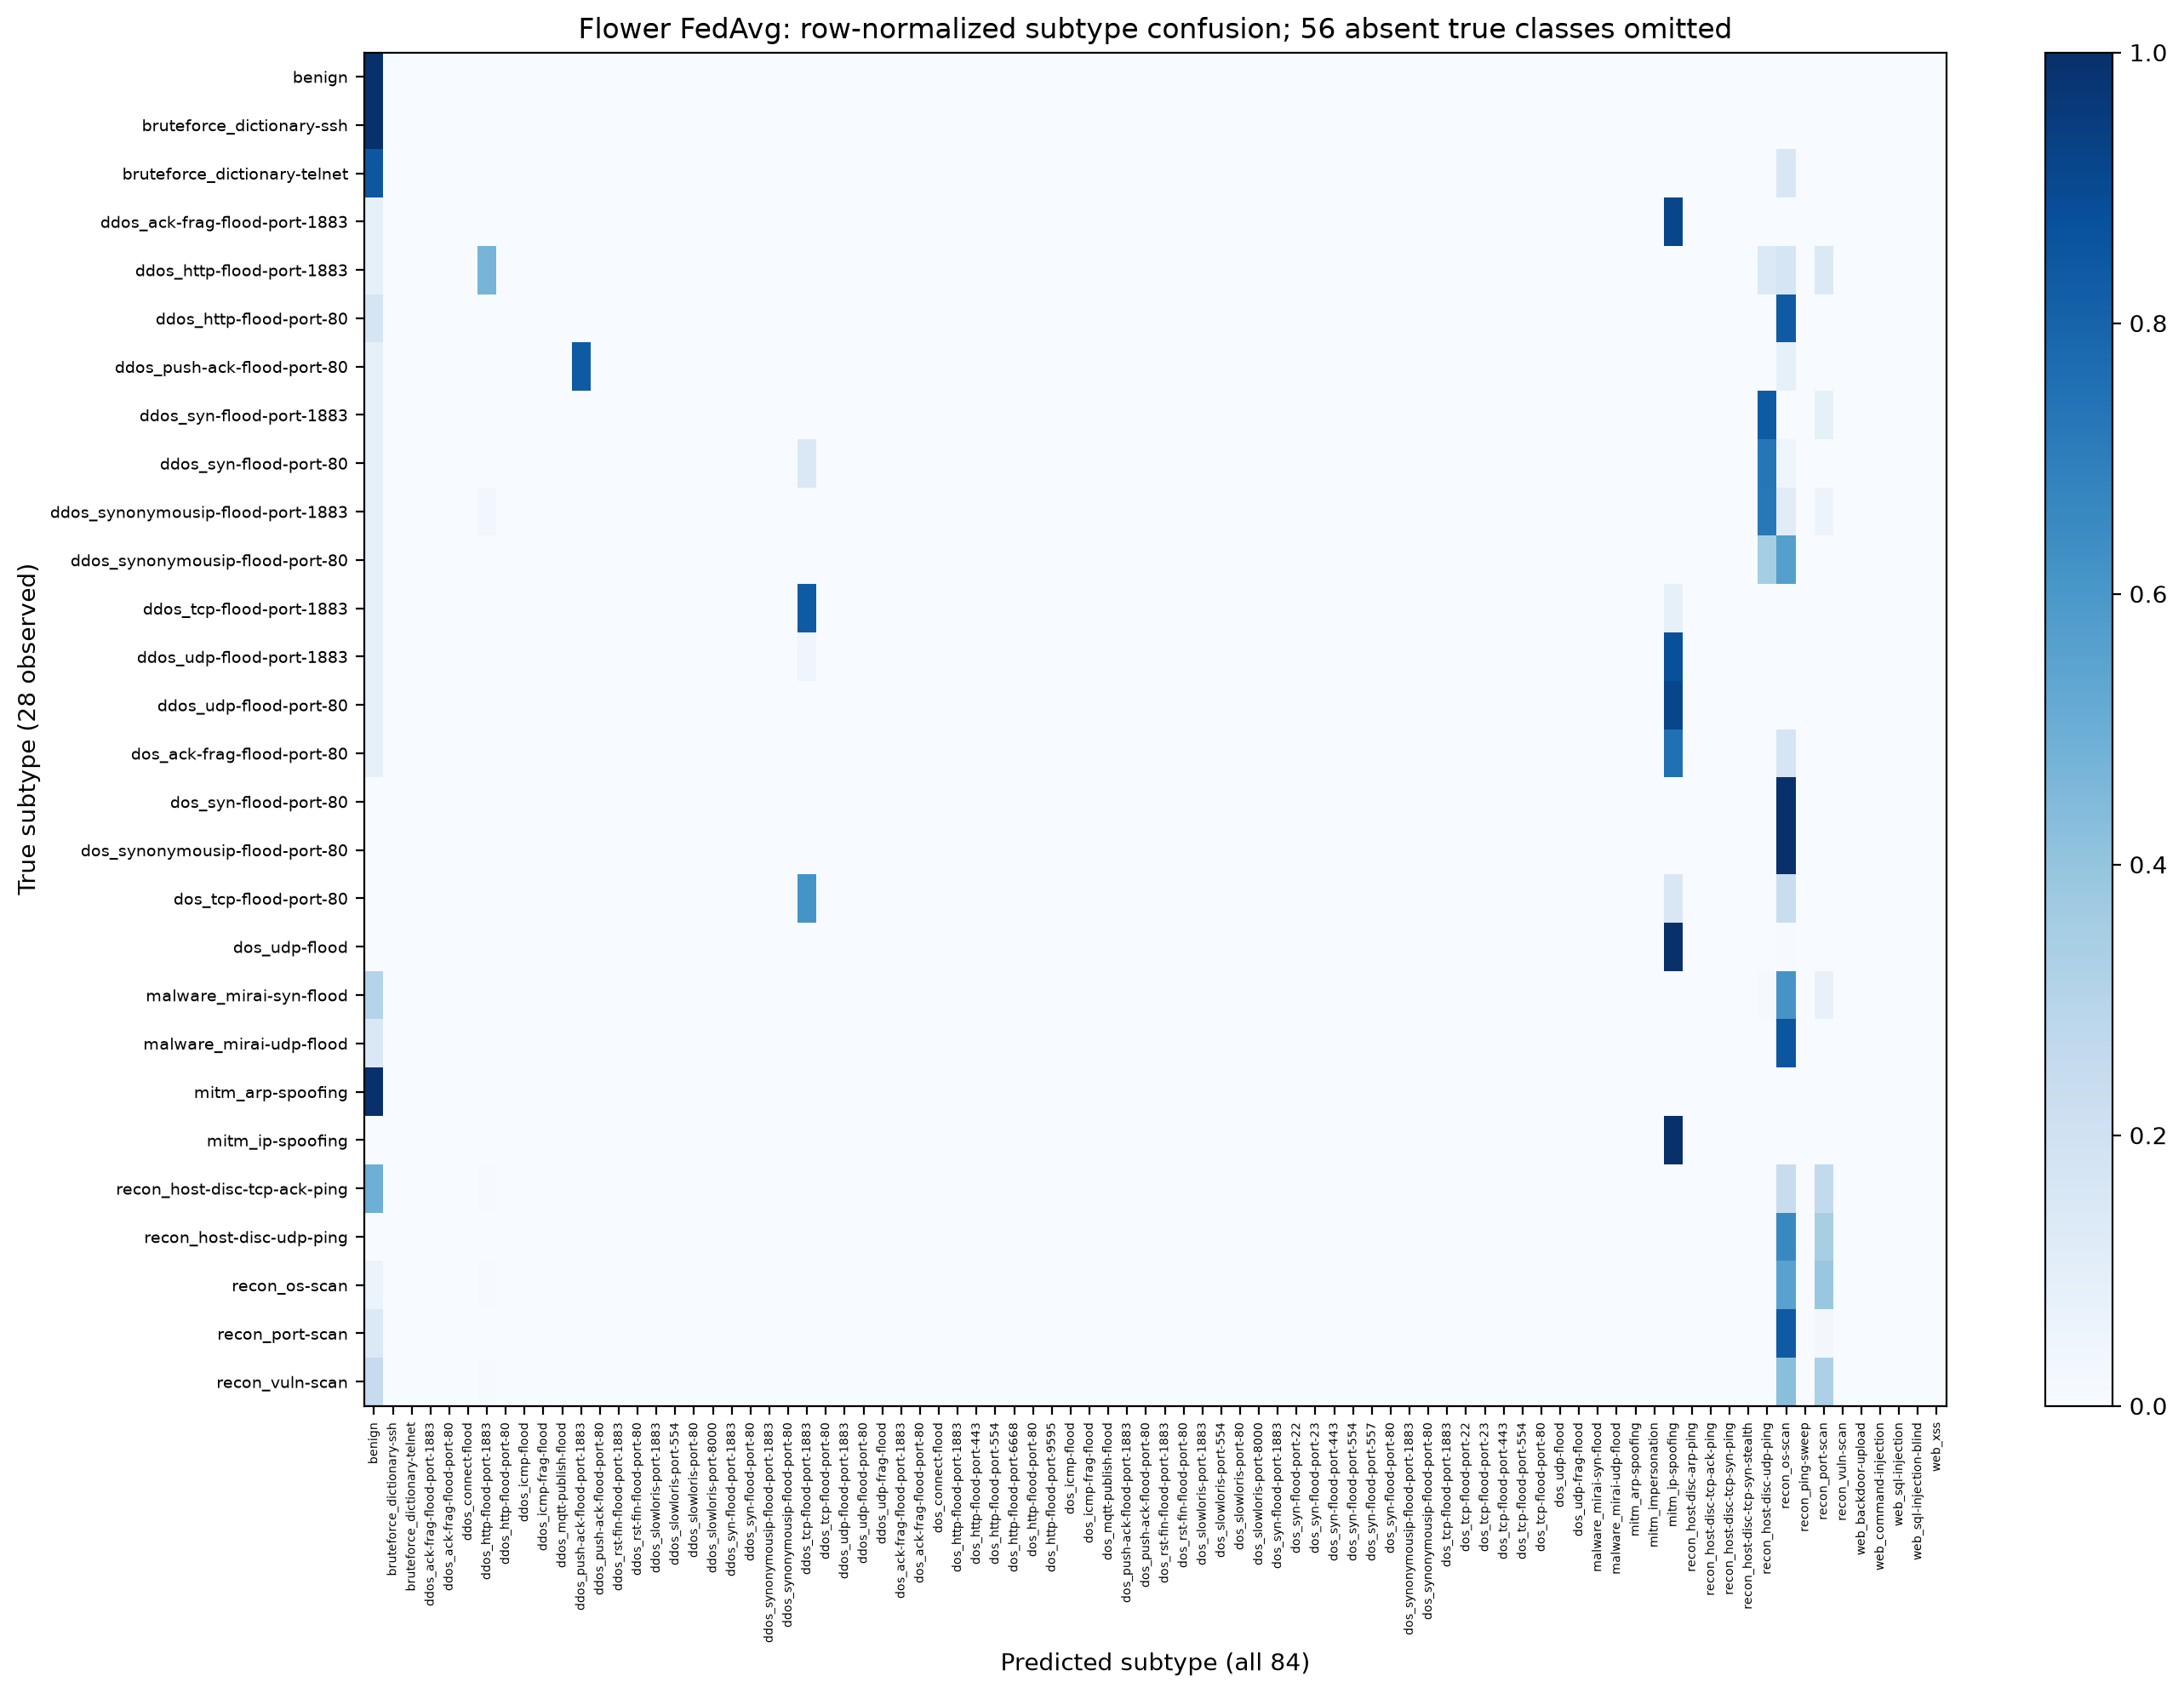 Flower FedAvg: row-normalized subtype confusion; 56 absent true classes omitted
True subtype (28 observed)
benign
bruteforce_dictionary-ssh
bruteforce_dictionary-telnet
ddos_ack-frag-flood-port-1883
ddos_http-flood-port-1883
ddos_http-flood-port-80
ddos_push-ack-flood-port-80
ddos_syn-flood-port-1883
ddos_syn-flood-port-80
ddos_synonymousip-flood-port-1883
ddos_synonymousip-flood-port-80
ddos_tcp-flood-port-1883
ddos_udp-flood-port-1883
ddos_udp-flood-port-80
dos_ack-frag-flood-port-80
dos_syn-flood-port-80
dos_synonymousip-flood-port-80
dos_tcp-flood-port-80
dos_udp-flood
malware_mirai-syn-flood
malware_mirai-udp-flood
mitm_arp-spoofing
mitm_ip-spoofing
recon_host-disc-tcp-ack-ping
recon_host-disc-udp-ping
recon_os-scan
recon_port-scan
recon_vuln-scan
benign
bruteforce_dictionary-ssh
bruteforce_dictionary-telnet
ddos_ack-frag-flood-port-1883
ddos_ack-frag-flood-port-80
ddos_connect-flood
ddos_http-flood-port-1883
ddos_http-flood-port-80
ddos_icmp-flood
ddos_icmp-frag-flood
ddos_mqtt-publish-flood
ddos_push-ack-flood-port-1883
ddos_push-ack-flood-port-80
ddos_rst-fin-flood-port-1883
ddos_rst-fin-flood-port-80
ddos_slowloris-port-1883
ddos_slowloris-port-554
ddos_slowloris-port-80
ddos_slowloris-port-8000
ddos_syn-flood-port-1883
ddos_syn-flood-port-80
ddos_synonymousip-flood-port-1883
ddos_synonymousip-flood-port-80
ddos_tcp-flood-port-1883
ddos_tcp-flood-port-80
ddos_udp-flood-port-1883
ddos_udp-flood-port-80
ddos_udp-frag-flood
dos_ack-frag-flood-port-1883
dos_ack-frag-flood-port-80
dos_connect-flood
dos_http-flood-port-1883
dos_http-flood-port-443
dos_http-flood-port-554
dos_http-flood-port-6668
dos_http-flood-port-80
dos_http-flood-port-9595
dos_icmp-flood
dos_icmp-frag-flood
dos_mqtt-publish-flood
dos_push-ack-flood-port-1883
dos_push-ack-flood-port-80
dos_rst-fin-flood-port-1883
dos_rst-fin-flood-port-80
dos_slowloris-port-1883
dos_slowloris-port-554
dos_slowloris-port-80
dos_slowloris-port-8000
dos_syn-flood-port-1883
dos_syn-flood-port-22
dos_syn-flood-port-23
dos_syn-flood-port-443
dos_syn-flood-port-554
dos_syn-flood-port-557
dos_syn-flood-port-80
dos_synonymousip-flood-port-1883
dos_synonymousip-flood-port-80
dos_tcp-flood-port-1883
dos_tcp-flood-port-22
dos_tcp-flood-port-23
dos_tcp-flood-port-443
dos_tcp-flood-port-554
dos_tcp-flood-port-80
dos_udp-flood
dos_udp-frag-flood
malware_mirai-syn-flood
malware_mirai-udp-flood
mitm_arp-spoofing
mitm_impersonation
mitm_ip-spoofing
recon_host-disc-arp-ping
recon_host-disc-tcp-ack-ping
recon_host-disc-tcp-syn-ping
recon_host-disc-tcp-syn-stealth
recon_host-disc-udp-ping
recon_os-scan
recon_ping-sweep
recon_port-scan
recon_vuln-scan
web_backdoor-upload
web_command-injection
web_sql-injection
web_sql-injection-blind
web_xss
Predicted subtype (all 84)
1.0
0.8
0.6
0.4
0.2
0.0